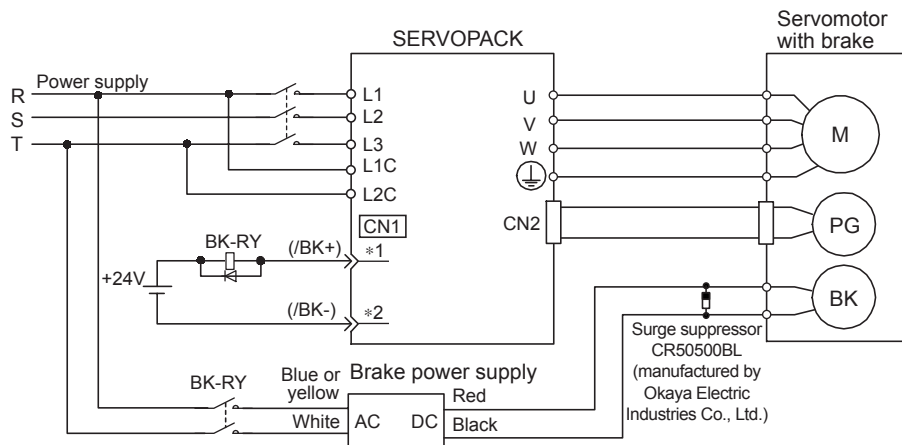 Servomotor
with brake
SERVOPACK
Power supply
R
S
T
L1
L2
L3
L1C
L2C
U
V
W
M
CN1
CN2
PG
BK-RY
(/BK+)
*1
+24V
(/BK-)
*2
BK
Surge suppressor
CR50500BL
(manufactured by
Okaya Electric
Industries Co., Ltd.)
BK-RY
Blue or
yellow
White
Brake power supply
AC
DC
Red
Black